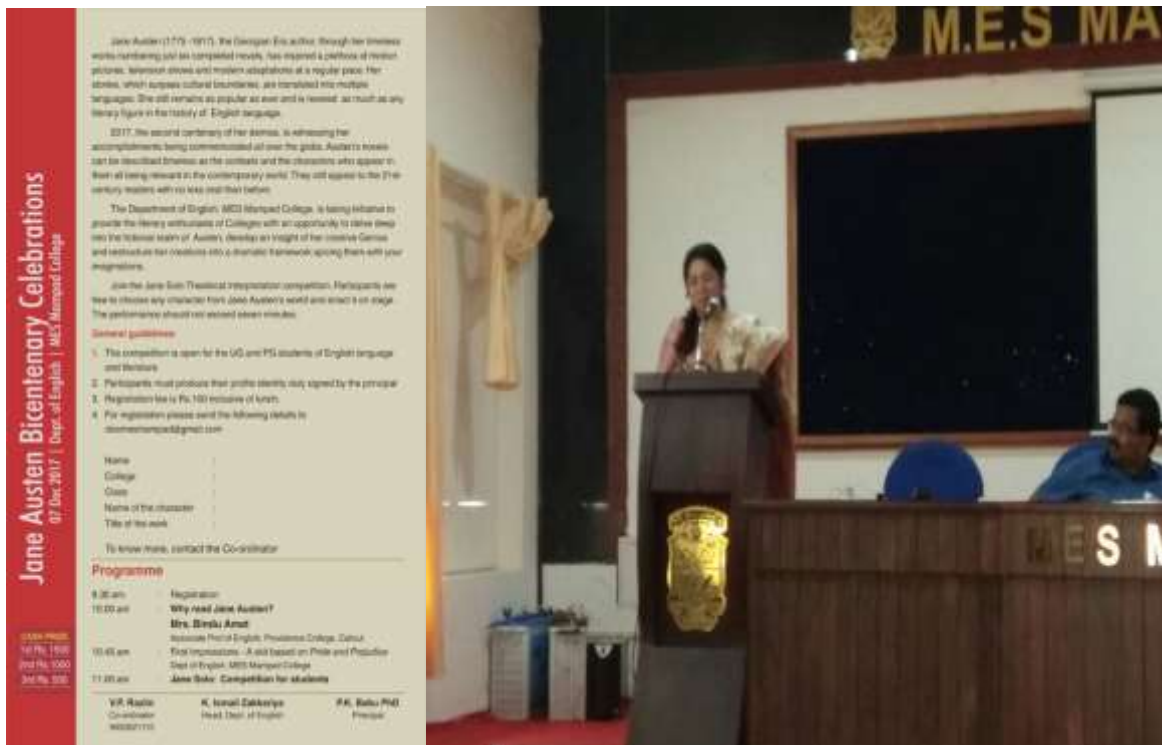 Jane Austen Bicentenary Celebrations
07 Dec 2017 | Dept. of English | MES Mampad College
CASH PRIZE
1st Rs. 1500
2nd Rs. 1000
3rd Rs. 500
Jane Austen (1775 -1817), the Georgian Era author, through her timeless
works numbering just six completed novels, has inspired a plethora of motion
pictures, television shows and modern adaptations at a regular pace. Her
stories, which surpass cultural boundaries, are translated into multiple
languages. She still remains as popular as ever and is revered as much as any
literary figure in the history of English language.
2017, the second centenary of her demise, is witnessing her
accomplishments being commemorated all over the globe. Austen's novels
can be described timeless as the contexts and the characters who appear in
them all being relevant in the contemporary world. They still appeal to the 21st
century readers with no less zeal than before.
The Department of English, MES Mampad College, is taking initiative to
provide the literary enthusiasts of Colleges with an opportunity to delve deep
into the fictional realm of Austen, develop an insight of her creative Genius
and restructure her creations into a dramatic framework spicing them with your
imaginations.
Join the Jane Solo Theatrical Interpretation competition. Participants are
free to choose any character from Jane Austen's world and enact it on stage.
The performance should not exceed seven minutes.
General guidelines
1. The competition is open for the UG and PG students of English language
and literature
2. Participants must produce their profile identity duly signed by the principal
3. Registration fee is Rs.100 inclusive of lunch.
4. For registration please send the following details to
Name :
College :
Class :
Name of the character :
Title of the work :
To know more, contact the Co-ordinator
Programme
9.30 am : Registration
10.00 am : Why read Jane Austen?
Mrs. Bindu Amat
Associate Prof of English, Providence College, Calicut
10.45 am : First Impressions - A skit based on Pride and Prejudice
Dept of English, MES Mampad College
11.00 am : Jane Solo: Competition for students
V.P. Raslin
Co-ordinator
K. Ismail Zakkariya
Head, Dept. of English
P.K. Babu PhD
Principal
M.E.S MA
MES M